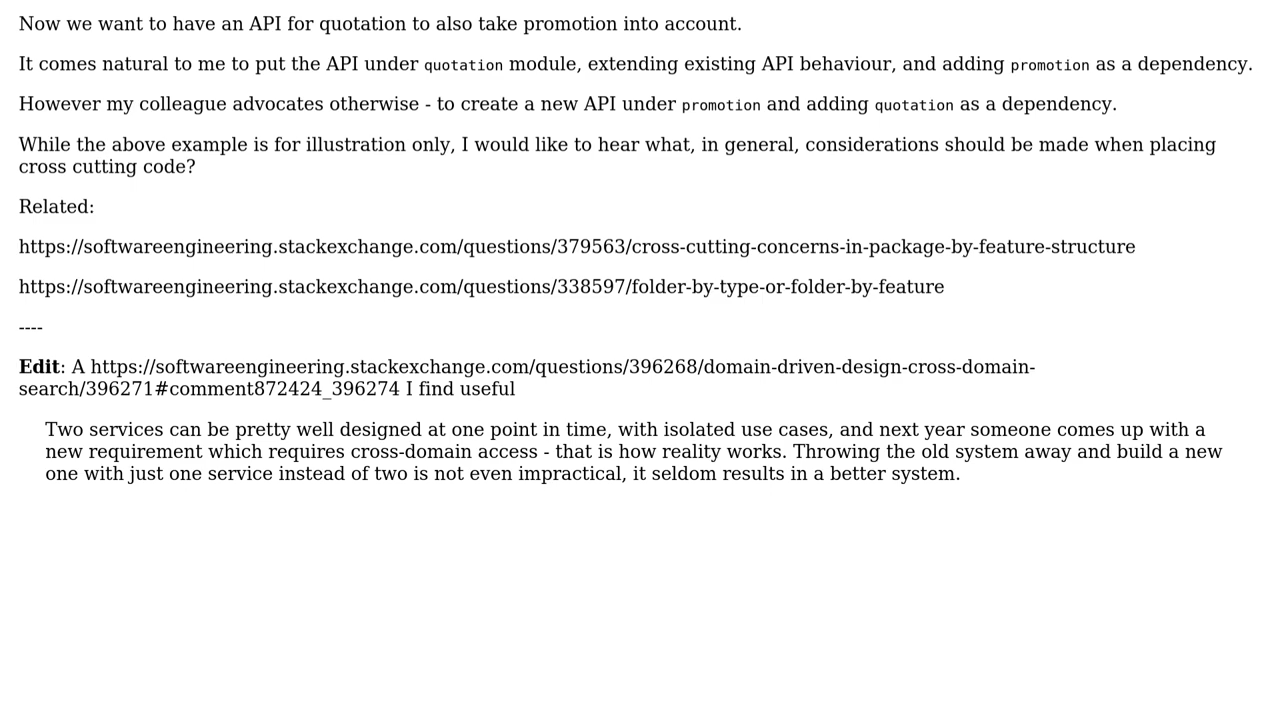 Now we want to have an API for quotation to also take promotion into account.
It comes natural to me to put the API under quotation module, extending existing API behaviour, and adding promotion as a dependency.
However my colleague advocates otherwise - to create a new API under promotion and adding quotation as a dependency.
While the above example is for illustration only, I would like to hear what, in general, considerations should be made when placing
cross cutting code?
Related:
https://softwareengineering.stackexchange.com/questions/379563/cross-cutting-concerns-in-package-by-feature-structure
https://softwareengineering.stackexchange.com/questions/338597/folder-by-type-or-folder-by-feature
----
Edit: A https://softwareengineering.stackexchange.com/questions/396268/domain-driven-design-cross-domain-
search/396271#comment872424_396274 I find useful
Two services can be pretty well designed at one point in time, with isolated use cases, and next year someone comes up with a
new requirement which requires cross-domain access - that is how reality works. Throwing the old system away and build a new
one with just one service instead of two is not even impractical, it seldom results in a better system.